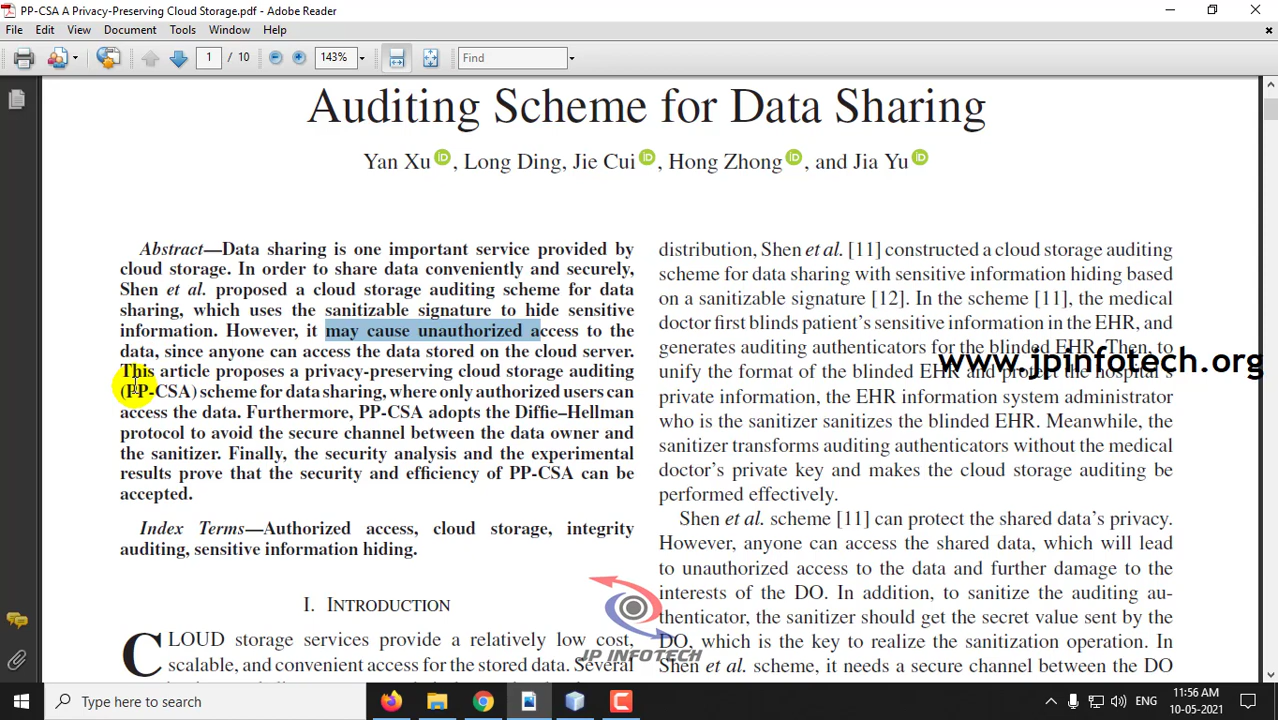 PP-CSA A Privacy-Preserving Cloud Storage.pdf - Adobe Reader
File Edit View Document Tools Window Help
1 / 10 143% Find
Auditing Scheme for Data Sharing
Yan Xu, Long Ding, Jie Cui, Hong Zhong, and Jia Yu
Abstract—Data sharing is one important service provided by
cloud storage. In order to share data conveniently and securely,
Shen et al. proposed a cloud storage auditing scheme for data
sharing, which uses the sanitizable signature to hide sensitive
information. However, it may cause unauthorized access to the
data, since anyone can access the data stored on the cloud server.
This article proposes a privacy-preserving cloud storage auditing
(PP-CSA) scheme for data sharing, where only authorized users can
access the data. Furthermore, PP-CSA adopts the Diffie–Hellman
protocol to avoid the secure channel between the data owner and
the sanitizer. Finally, the security analysis and the experimental
results prove that the security and efficiency of PP-CSA can be
accepted.
Index Terms—Authorized access, cloud storage, integrity
auditing, sensitive information hiding.
I. INTRODUCTION
CLOUD storage services provide a relatively low cost,
scalable, and convenient access for the stored data. Several
distribution, Shen et al. [11] constructed a cloud storage auditing
scheme for data sharing with sensitive information hiding based
on a sanitizable signature [12]. In the scheme [11], the medical
doctor first blinds patient's sensitive information in the EHR, and
generates auditing authenticators for the blinded EHR. Then, to
unify the format of the blinded EHR and protect the hospital's
private information, the EHR information system administrator
who is the sanitizer sanitizes the blinded EHR. Meanwhile, the
sanitizer transforms auditing authenticators without the medical
doctor's private key and makes the cloud storage auditing be
performed effectively.
Shen et al. scheme [11] can protect the shared data's privacy.
However, anyone can access the shared data, which will lead
to unauthorized access to the data and further damage to the
interests of the DO. In addition, to sanitize the auditing au-
thenticator, the sanitizer should get the secret value sent by the
DO, which is the key to realize the sanitization operation. In
Shen et al. scheme, it needs a secure channel between the DO
www.jpinfotech.org
JP INFOTECH
Type here to search
ENG
11:56 AM
10-05-2021